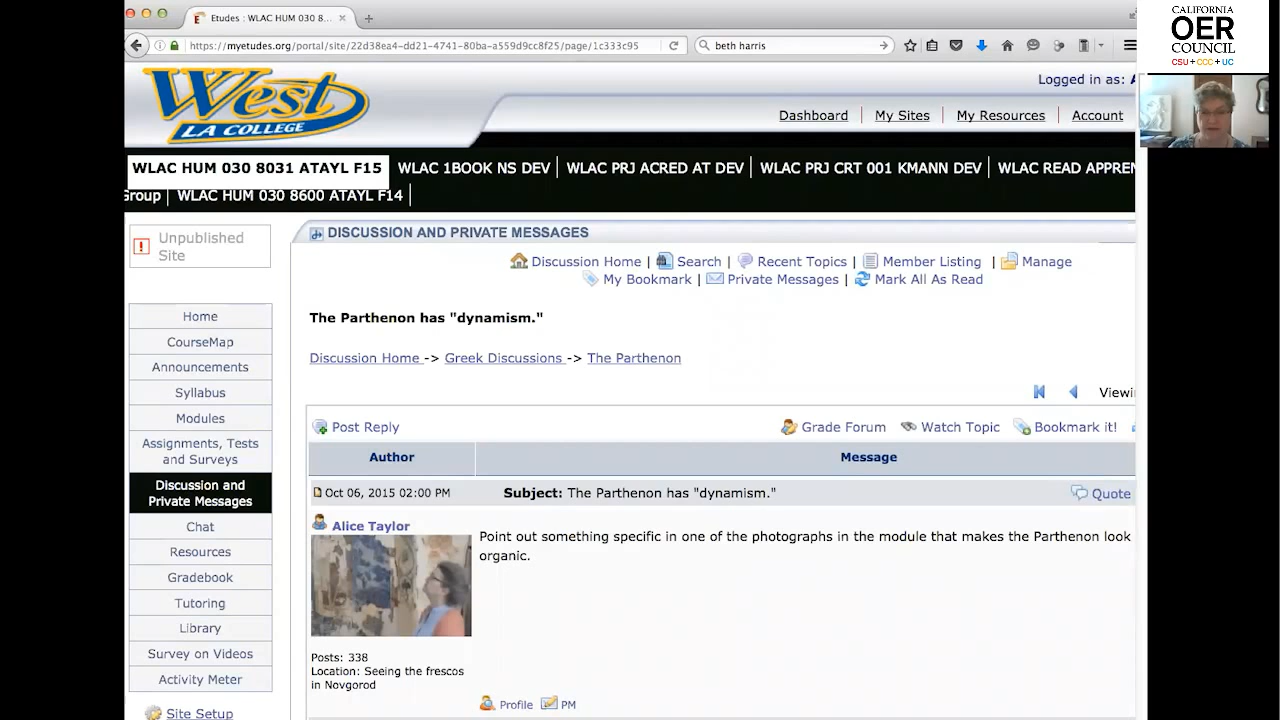 Etudes : WLAC HUM 030 8...
https://myetudes.org/portal/site/22d38ea4-dd21-4741-80ba-a559d9cc8f25/page/1c333c95
beth harris
CALIFORNIA
OER
COUNCIL
CSU+CCC+UC
West
LA COLLEGE
Logged in as:
Dashboard | My Sites | My Resources | Account
WLAC HUM 030 8031 ATAYL F15 WLAC 1BOOK NS DEV | WLAC PRJ ACRED AT DEV | WLAC PRJ CRT 001 KMANN DEV | WLAC READ APPREN
Group | WLAC HUM 030 8600 ATAYL F14 |
Unpublished
Site
DISCUSSION AND PRIVATE MESSAGES
Discussion Home | Search | Recent Topics | Member Listing | Manage
My Bookmark | Private Messages | Mark All As Read
The Parthenon has "dynamism."
Discussion Home -> Greek Discussions -> The Parthenon
Viewi
Post Reply Grade Forum Watch Topic Bookmark it!
Author Message
Oct 06, 2015 02:00 PM Subject: The Parthenon has "dynamism." Quote
Alice Taylor
Point out something specific in one of the photographs in the module that makes the Parthenon look
organic.
Posts: 338
Location: Seeing the frescos
in Novgorod
Profile PM
Home
CourseMap
Announcements
Syllabus
Modules
Assignments, Tests
and Surveys
Discussion and
Private Messages
Chat
Resources
Gradebook
Tutoring
Library
Survey on Videos
Activity Meter
Site Setup